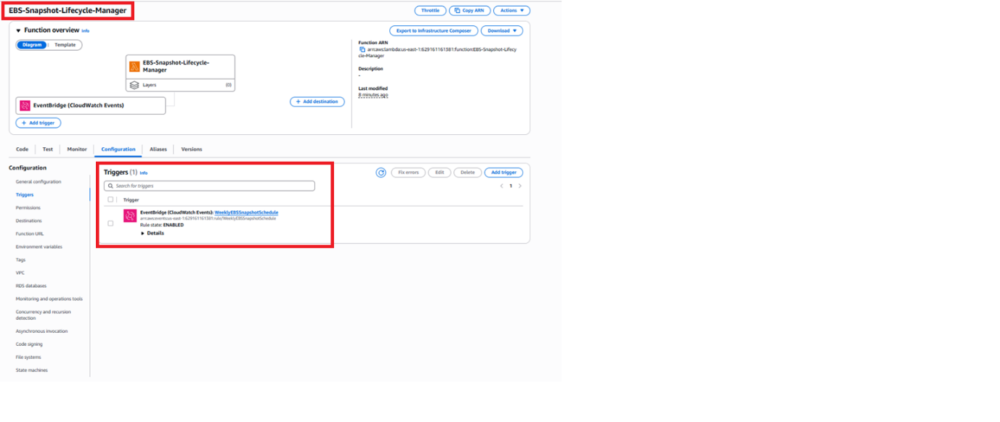 EBS-Snapshot-Lifecycle-Manager
Throttle
Copy ARN
Actions
Function overview Info
Export to Infrastructure Composer
Download
Diagram
Template
EBS-Snapshot-Lifecycle-
Manager
Layers
(0)
EventBridge (CloudWatch Events)
+ Add trigger
+ Add destination
Function ARN
arn:aws:lambda:us-east-1:629161161381:function:EBS-Snapshot-Lifecy
cle-Manager
Description
-
Last modified
8 minutes ago
Code
Test
Monitor
Configuration
Aliases
Versions
Configuration
General configuration
Triggers
Permissions
Destinations
Function URL
Environment variables
Tags
VPC
RDS databases
Monitoring and operations tools
Concurrency and recursion
detection
Asynchronous invocation
Code signing
File systems
State machines
Triggers (1) Info
Fix errors
Edit
Delete
Add trigger
Search for triggers
1
Trigger
EventBridge (CloudWatch Events): WeeklyEBSSnapshotSchedule
arn:aws:events:us-east-1:629161161381:rule/WeeklyEBSSnapshotSchedule
Rule state: ENABLED
Details